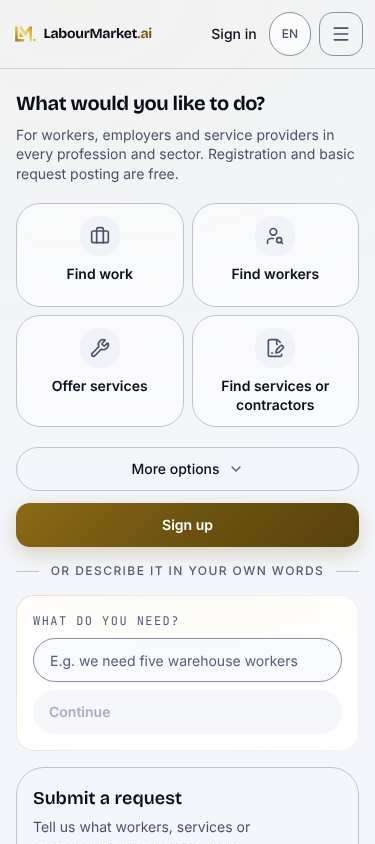 LabourMarket.ai
Sign in
EN
What would you like to do?
For workers, employers and service providers in
every profession and sector. Registration and basic
request posting are free.
Find work
Find workers
Offer services
Find services or
contractors
More options
Sign up
OR DESCRIBE IT IN YOUR OWN WORDS
WHAT DO YOU NEED?
E.g. we need five warehouse workers
Continue
Submit a request
Tell us what workers, services or